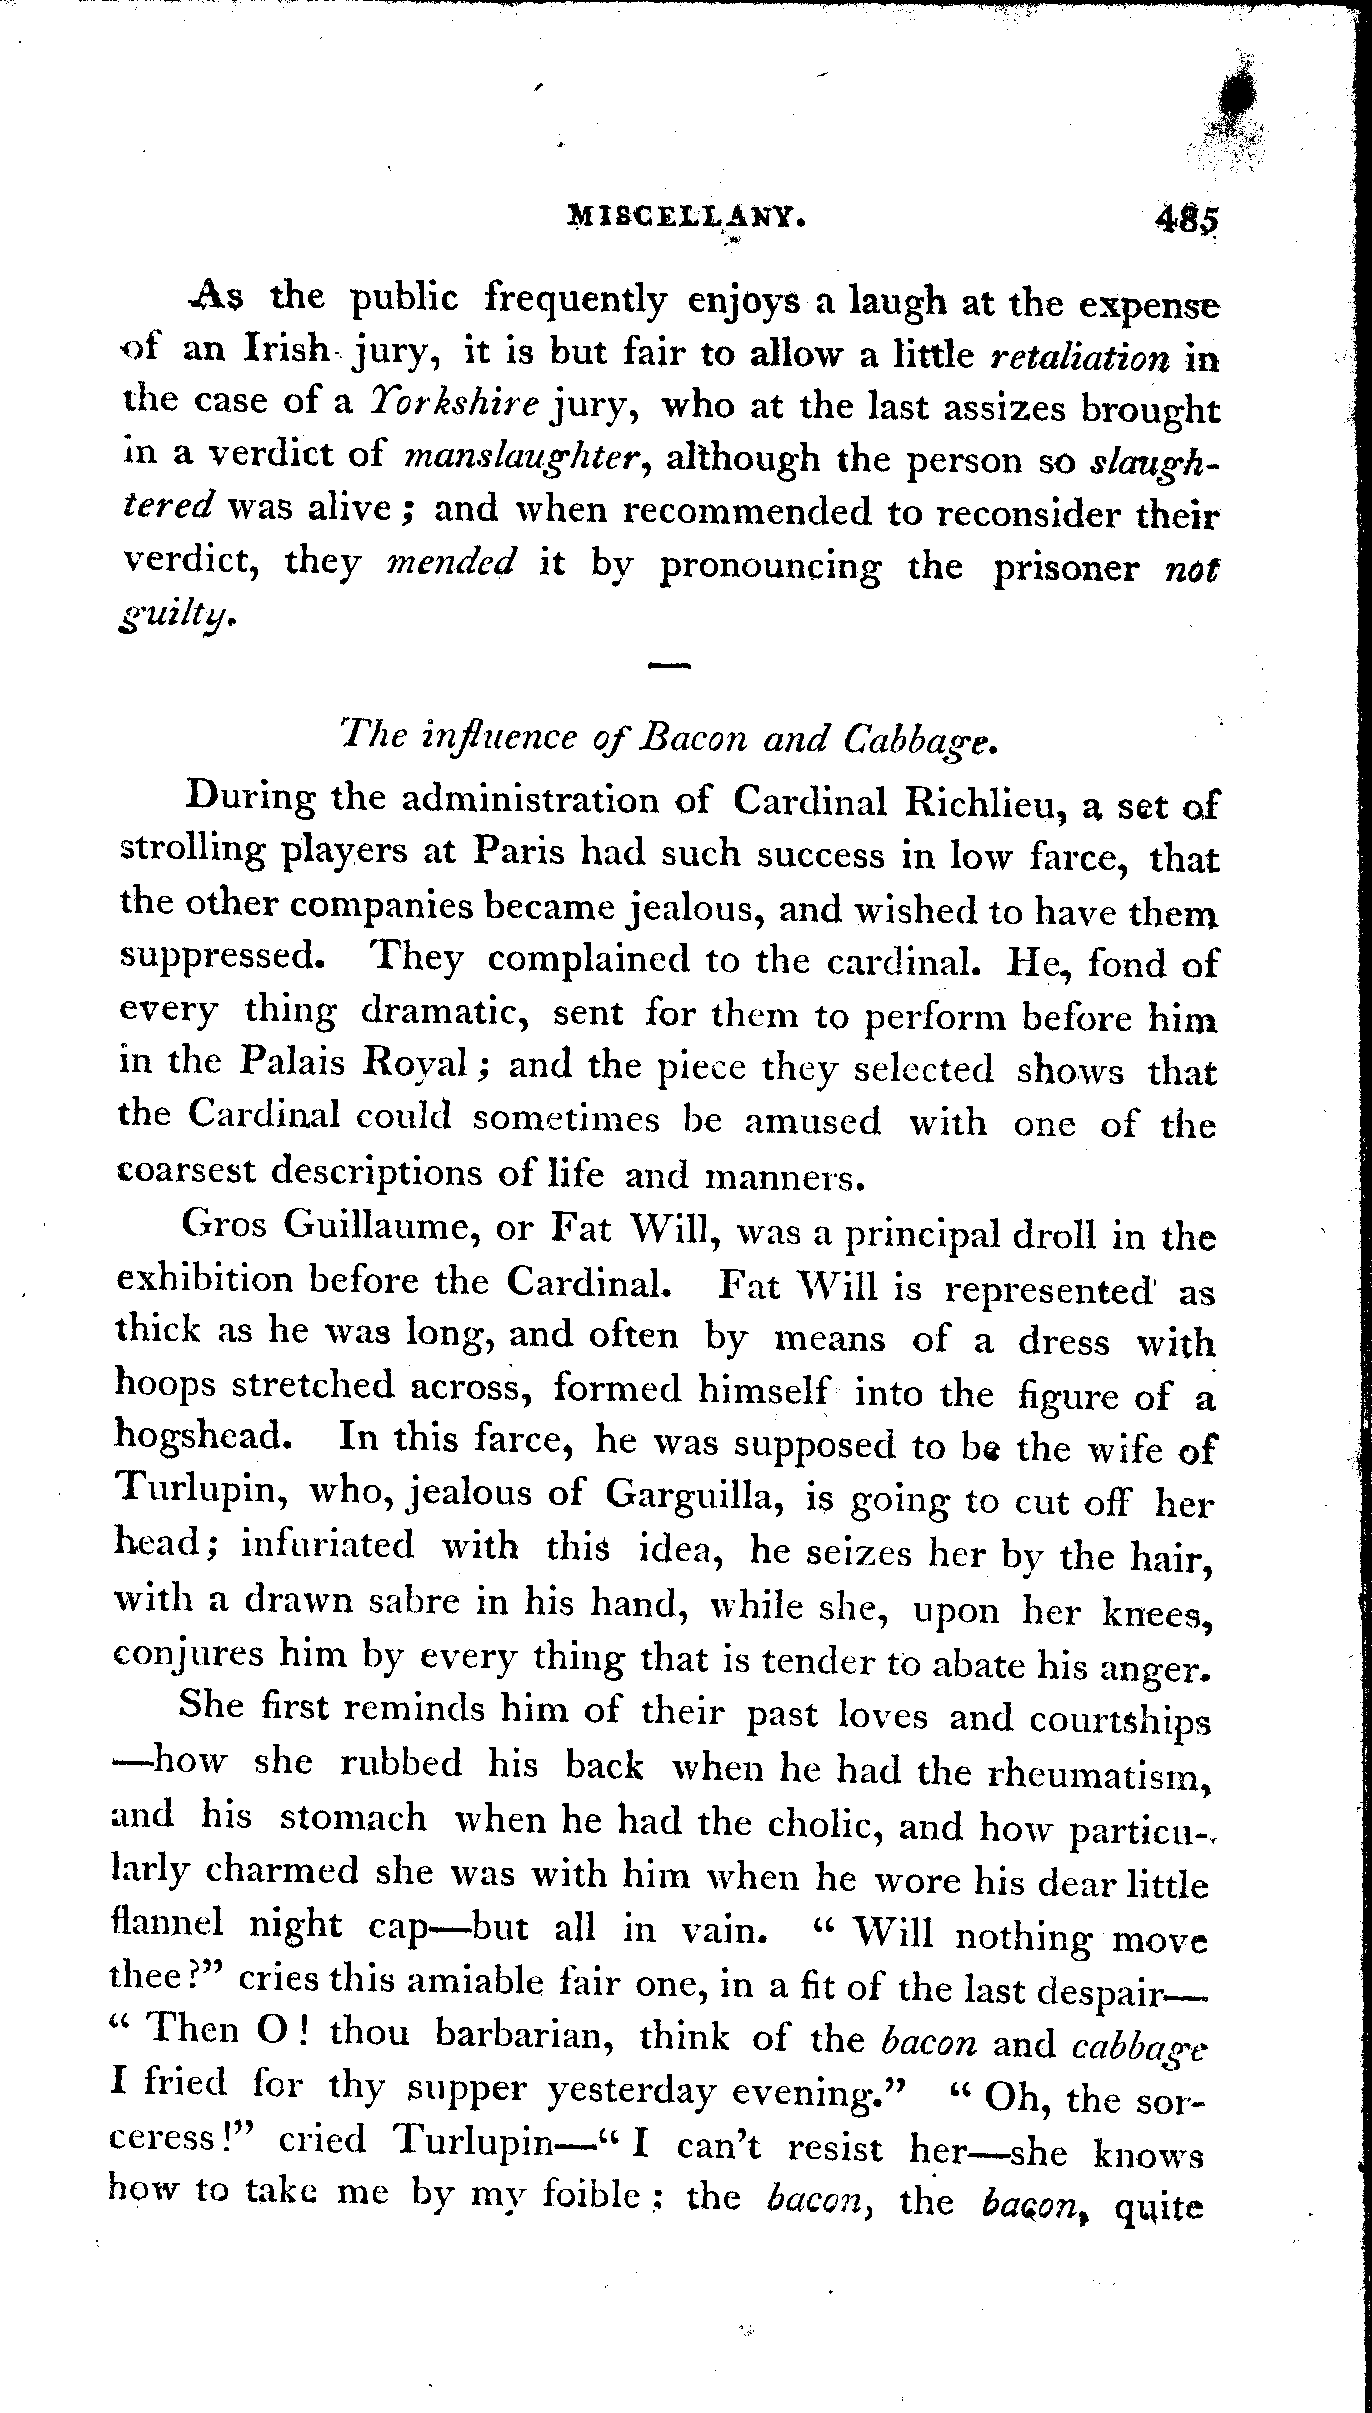 MISCELLANY. 485
As the public frequently enjoys a laugh at the expense
of an Irish jury, it is but fair to allow a little retaliation in
the case of a Yorkshire jury, who at the last assizes brought
in a verdict of manslaughter, although the person so slaugh-
tered was alive; and when recommended to reconsider their
verdict, they mended it by pronouncing the prisoner not
guilty.
—
The influence of Bacon and Cabbage.
During the administration of Cardinal Richlieu, a set of
strolling players at Paris had such success in low farce, that
the other companies became jealous, and wished to have them
suppressed. They complained to the cardinal. He, fond of
every thing dramatic, sent for them to perform before him
in the Palais Royal; and the piece they selected shows that
the Cardinal could sometimes be amused with one of the
coarsest descriptions of life and manners.
Gros Guillaume, or Fat Will, was a principal droll in the
exhibition before the Cardinal. Fat Will is represented as
thick as he was long, and often by means of a dress with
hoops stretched across, formed himself into the figure of a
hogshead. In this farce, he was supposed to be the wife of
Turlupin, who, jealous of Garguilla, is going to cut off her
head; infuriated with this idea, he seizes her by the hair,
with a drawn sabre in his hand, while she, upon her knees,
conjures him by every thing that is tender to abate his anger.
She first reminds him of their past loves and courtships
—how she rubbed his back when he had the rheumatism,
and his stomach when he had the cholic, and how particu-
larly charmed she was with him when he wore his dear little
flannel night cap—but all in vain. “ Will nothing move
thee?” cries this amiable fair one, in a fit of the last despair—
“ Then O! thou barbarian, think of the bacon and cabbage
I fried for thy supper yesterday evening.” “ Oh, the sor-
ceress!” cried Turlupin—“ I can't resist her—she knows
how to take me by my foible; the bacon, the bacon, quite